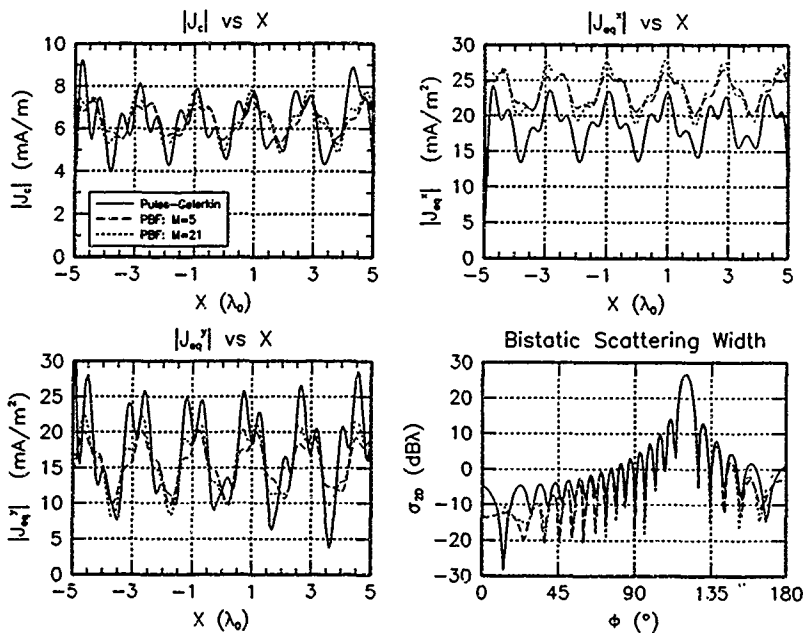 |J_c| vs X
10
8
6
4
2
0
|J_c| (mA/m)
Pulse-Galerkin
PBF: M=5
PBF: M=21
-5 -3 -1 1 3 5
X (λ₀)
|J_eq^x| vs X
30
25
20
15
10
5
0
|J_eq^x| (mA/m²)
-5 -3 -1 1 3 5
X (λ₀)
|J_eq^y| vs X
30
25
20
15
10
5
0
|J_eq^y| (mA/m²)
-5 -3 -1 1 3 5
X (λ₀)
Bistatic Scattering Width
30
20
10
0
-10
-20
-30
σ_2D (dBλ)
0 45 90 135 180
Φ (°)